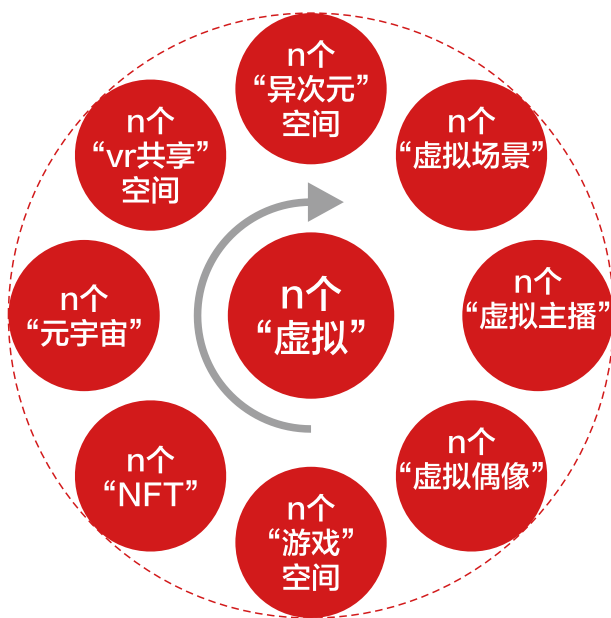 n个
“异次元”
空间
n个
“虚拟场景”
n个
“虚拟主播”
n个
“虚拟偶像”
n个
“游戏”
空间
n个
“NFT”
n个
“元宇宙”
n个
“vr共享”
空间
n个
“虚拟”